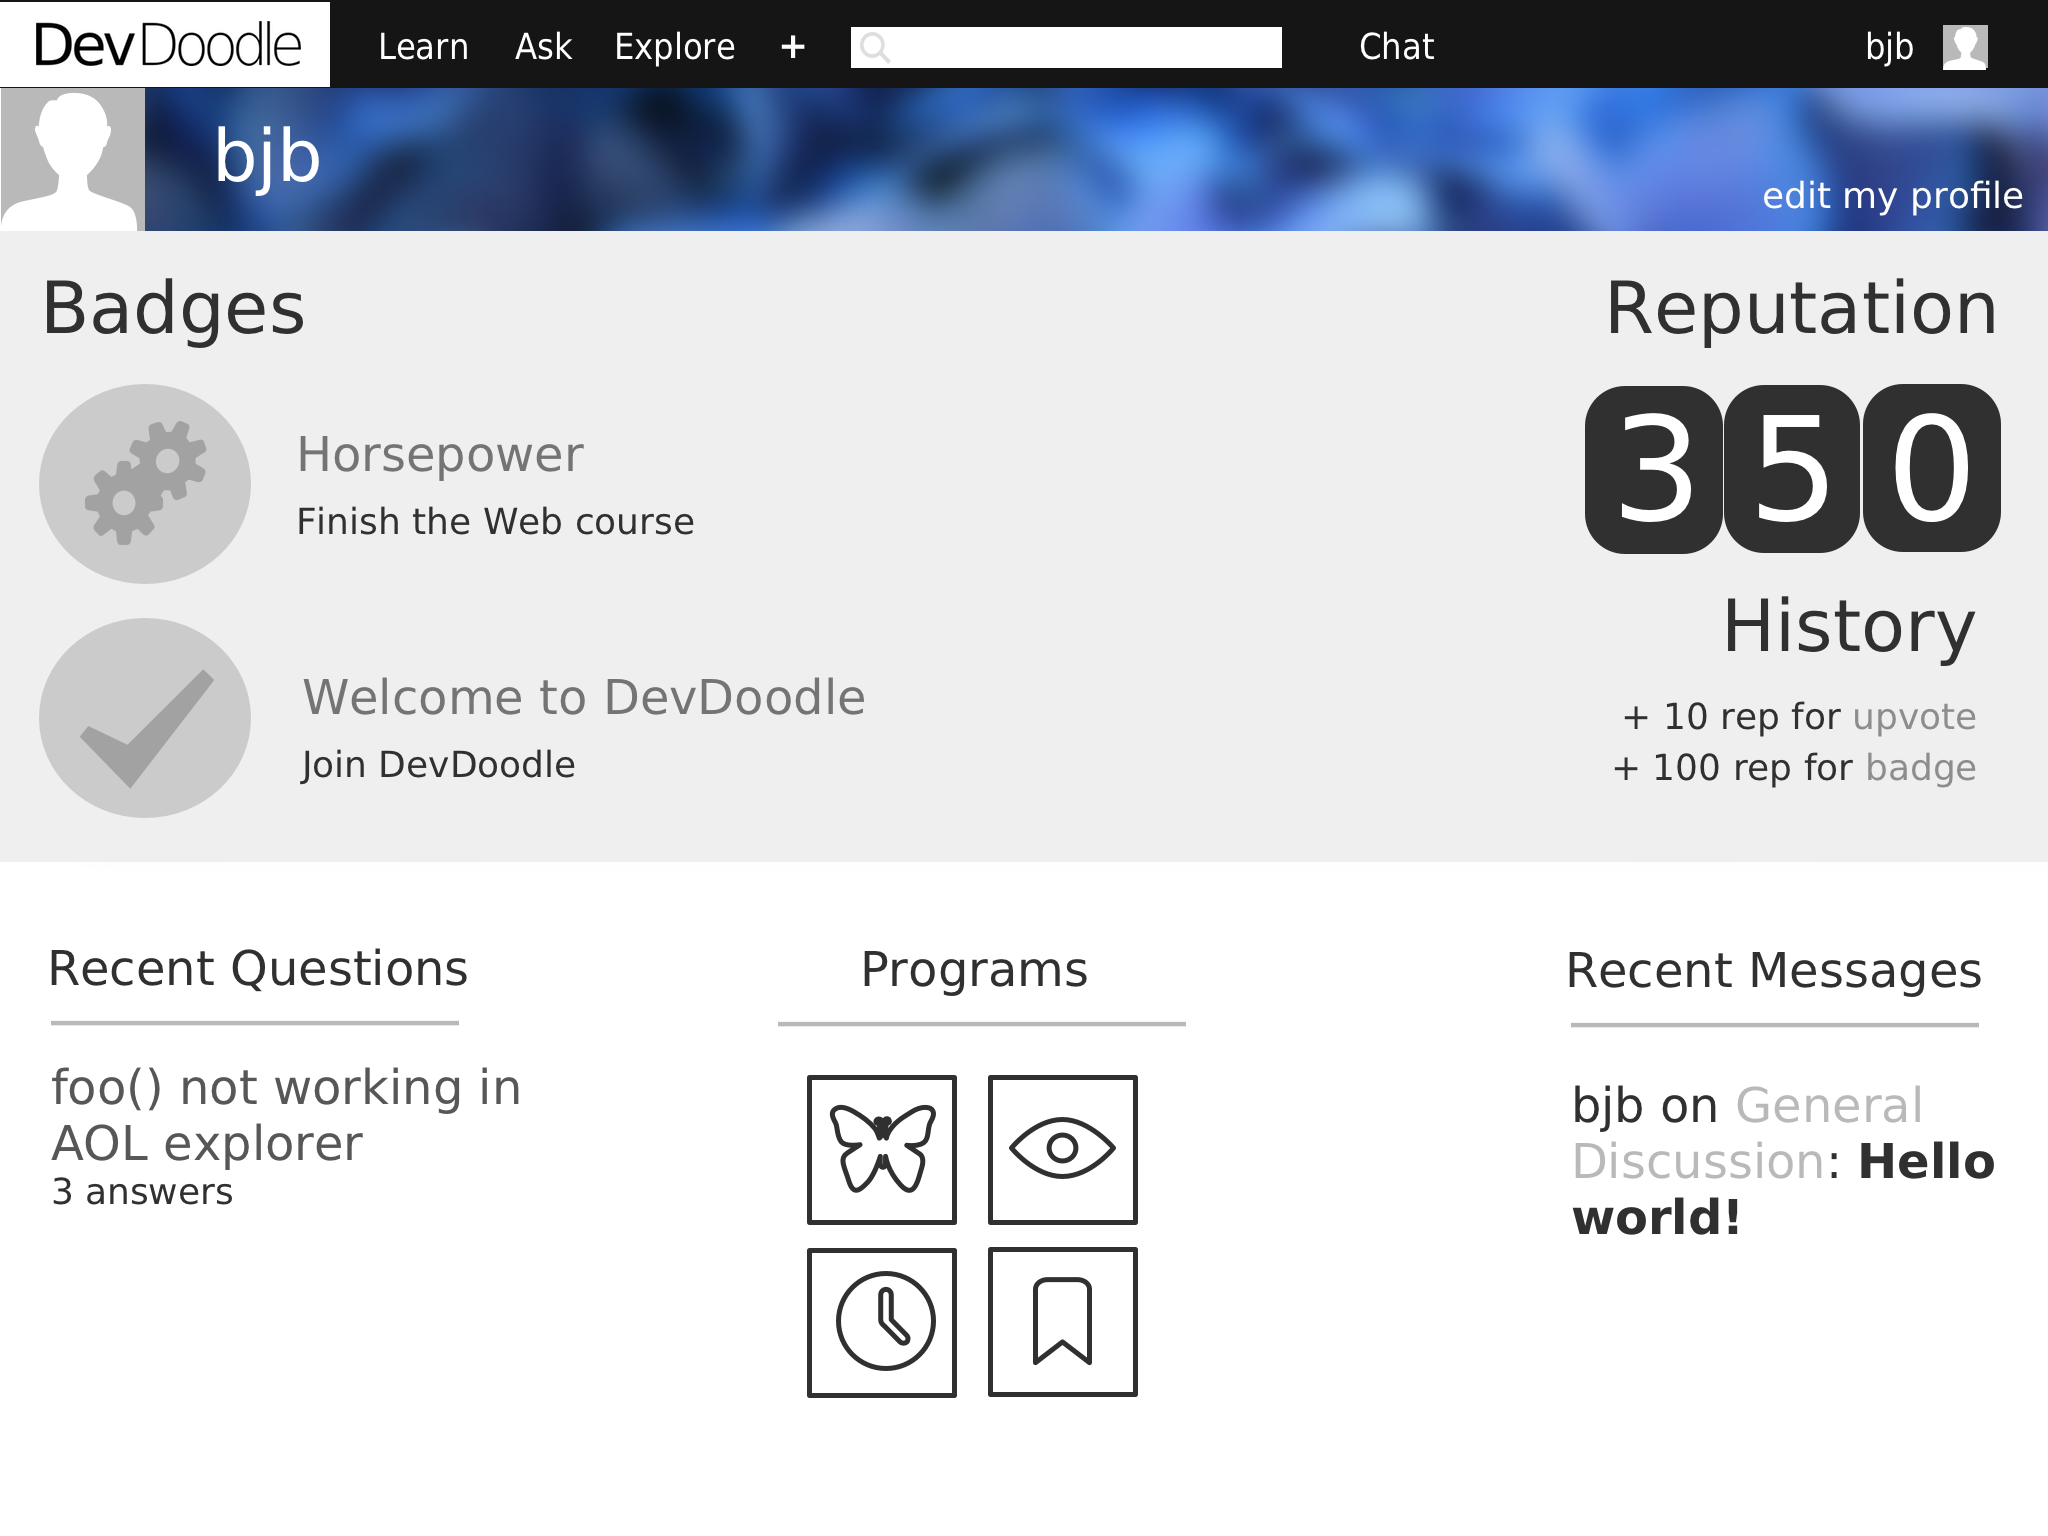 DevDoodle Learn Ask Explore + Chat bjb
bjb
edit my profile
Badges
Horsepower
Finish the Web course
Welcome to DevDoodle
Join DevDoodle
Reputation
350
History
+ 10 rep for upvote
+ 100 rep for badge
Recent Questions
foo() not working in
AOL explorer
3 answers
Programs
Recent Messages
bjb on General
Discussion: Hello
world!